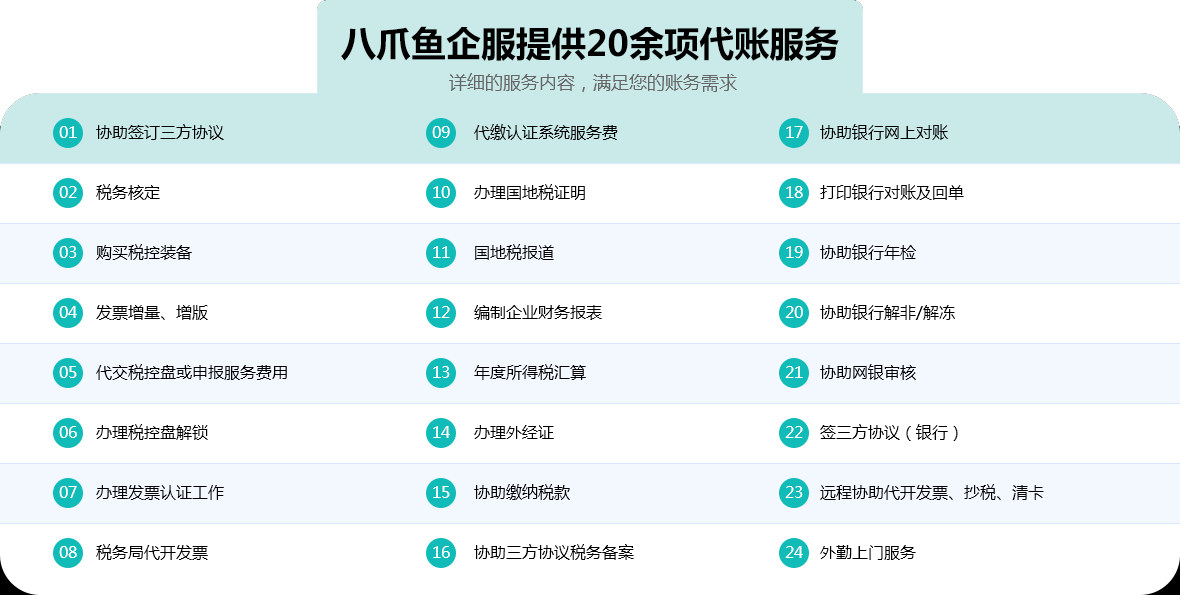 八爪鱼企服提供20余项代账服务
详细的服务内容，满足您的账务需求
01 协助签订三方协议 09 代缴认证系统服务费 17 协助银行网上对账
02 税务核定 10 办理国地税证明 18 打印银行对账及回单
03 购买税控装备 11 国地税报道 19 协助银行年检
04 发票增量、增版 12 编制企业财务报表 20 协助银行解非/解冻
05 代交税控盘或申报服务费用 13 年度所得税汇算 21 协助网银审核
06 办理税控盘解锁 14 办理外经证 22 签三方协议（银行）
07 办理发票认证工作 15 协助缴纳税款 23 远程协助代开发票、抄税、清卡
08 税务局代开发票 16 协助三方协议税务备案 24 外勤上门服务